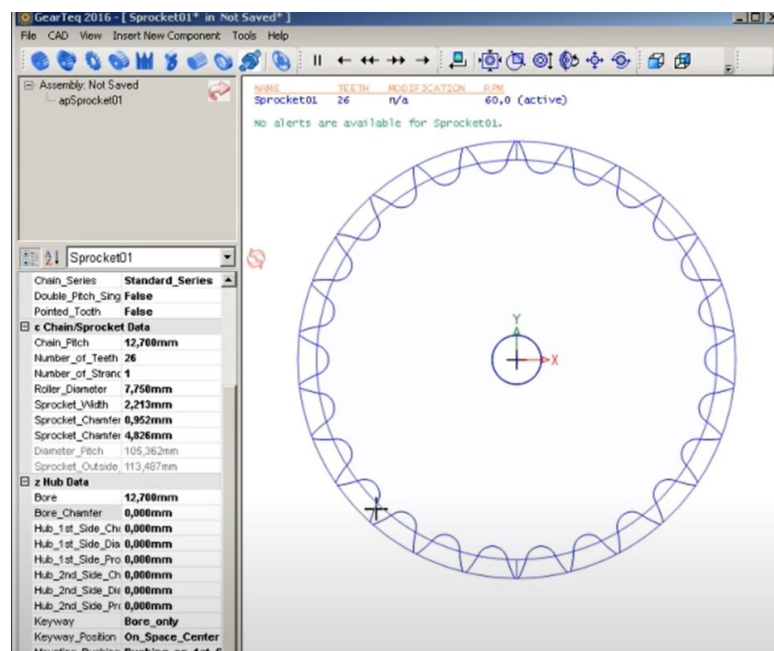 GearTeq 2016 - [ Sprocket01* in Not Saved* ]
File CAD View Insert New Component Tools Help
Assembly: Not Saved
apSprocket01
NAME TEETH MODIFICATION RPM
Sprocket01 26 n/a 60,0 (active)
No alerts are available for Sprocket01.
Sprocket01
Chain_Series Standard_Series
Double_Pitch_Sing False
Pointed_Tooth False
c Chain/Sprocket Data
Chain_Pitch 12,700mm
Number_of_Teeth 26
Number_of_Stranc 1
Roller_Diameter 7,750mm
Sprocket_Width 2,213mm
Sprocket_Chamfer 0,952mm
Sprocket_Chamfer 4,826mm
Diameter_Pitch 105,362mm
Sprocket_Outside_ 113,487mm
z Hub Data
Bore 12,700mm
Bore_Chamfer 0,000mm
Hub_1st_Side_Ch 0,000mm
Hub_1st_Side_Dia 0,000mm
Hub_1st_Side_Pro 0,000mm
Hub_2nd_Side_Ch 0,000mm
Hub_2nd_Side_Die 0,000mm
Hub_2nd_Side_Pr 0,000mm
Keyway Bore_only
Keyway_Position On_Space_Center
Y
X